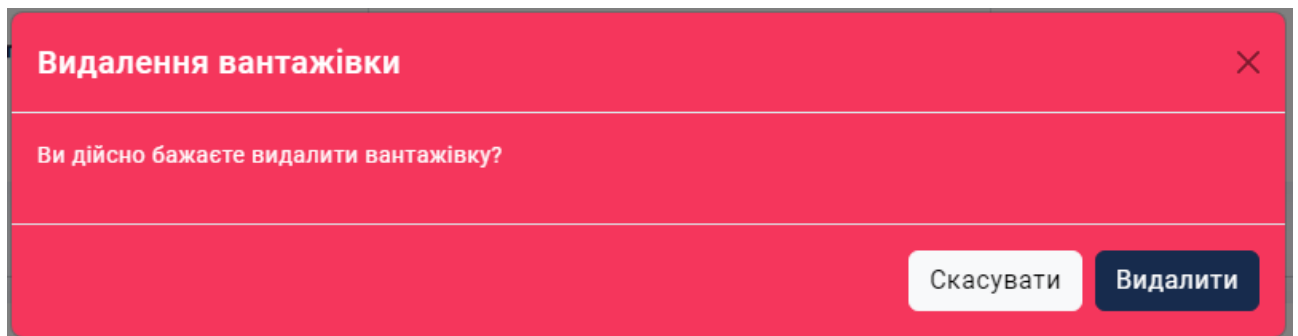 Видалення вантажівки
Ви дійсно бажаєте видалити вантажівку?
Скасувати Видалити